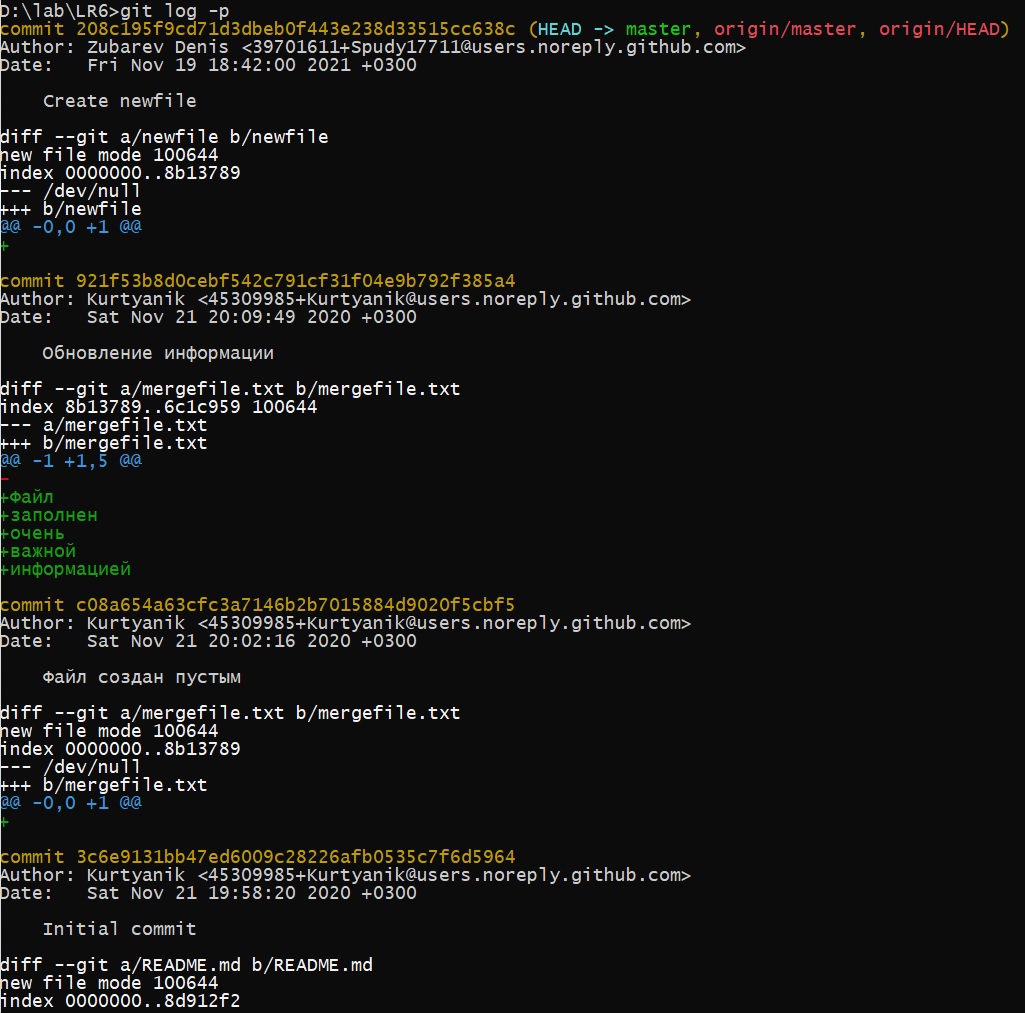 D:\lab\LR6>git log -p
commit 208c195f9cd71d3dbeb0f443e238d33515cc638c (HEAD -> master, origin/master, origin/HEAD)
Author: Zubarev Denis <39701611+Spudy17711@users.noreply.github.com>
Date:   Fri Nov 19 18:42:00 2021 +0300

    Create newfile

diff --git a/newfile b/newfile
new file mode 100644
index 0000000..8b13789
--- /dev/null
+++ b/newfile
@@ -0,0 +1 @@
+

commit 921f53b8d0cebf542c791cf31f04e9b792f385a4
Author: Kurtyanik <45309985+Kurtyanik@users.noreply.github.com>
Date:   Sat Nov 21 20:09:49 2020 +0300

    Обновление информации

diff --git a/mergefile.txt b/mergefile.txt
index 8b13789..6c1c959 100644
--- a/mergefile.txt
+++ b/mergefile.txt
@@ -1 +1,5 @@
-
+Файл
+заполнен
+очень
+важной
+информацией

commit c08a654a63cfc3a7146b2b7015884d9020f5cbf5
Author: Kurtyanik <45309985+Kurtyanik@users.noreply.github.com>
Date:   Sat Nov 21 20:02:16 2020 +0300

    Файл создан пустым

diff --git a/mergefile.txt b/mergefile.txt
new file mode 100644
index 0000000..8b13789
--- /dev/null
+++ b/mergefile.txt
@@ -0,0 +1 @@
+

commit 3c6e9131bb47ed6009c28226afb0535c7f6d5964
Author: Kurtyanik <45309985+Kurtyanik@users.noreply.github.com>
Date:   Sat Nov 21 19:58:20 2020 +0300

    Initial commit

diff --git a/README.md b/README.md
new file mode 100644
index 0000000..8d912f2